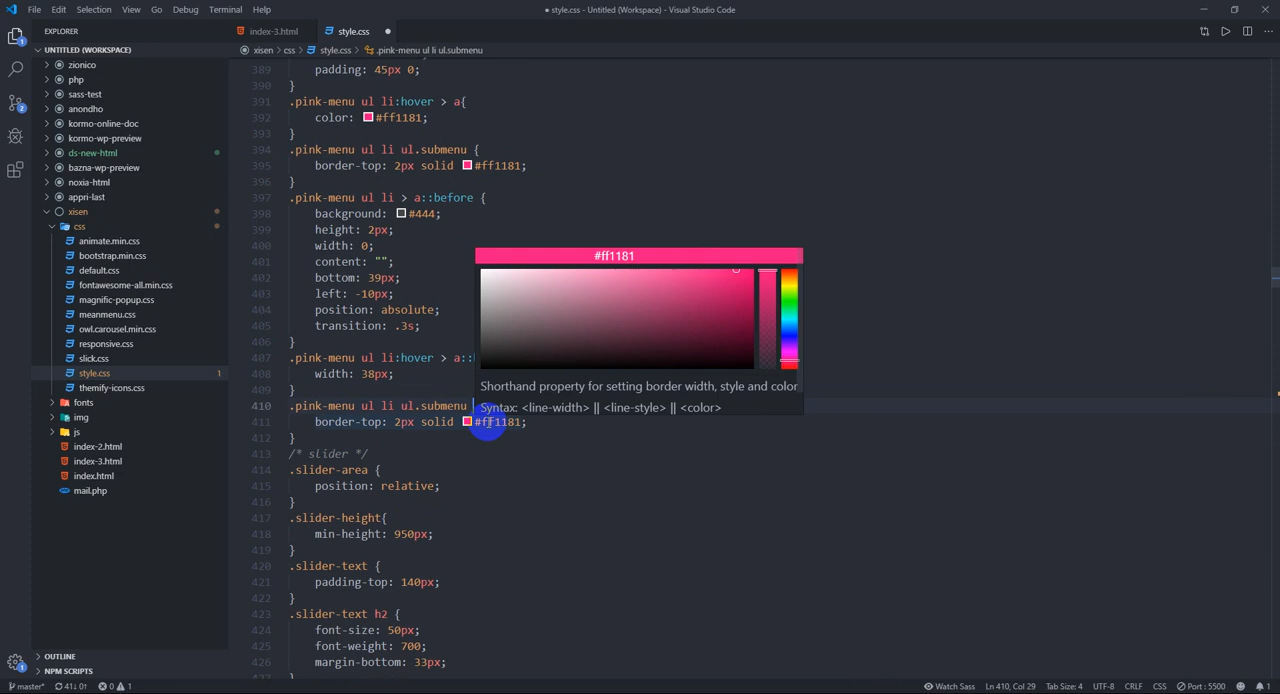 File Edit Selection View Go Debug Terminal Help
● style.css - Untitled (Workspace) - Visual Studio Code
EXPLORER
index-3.html
style.css
UNTITLED (WORKSPACE)
xisen > css > style.css > .pink-menu ul li ul.submenu
zionico
php
sass-test
anondho
kormo-online-doc
kormo-wp-preview
ds-new-html
bazna-wp-preview
noxia-html
appri-last
xisen
css
animate.min.css
bootstrap.min.css
default.css
fontawesome-all.min.css
magnific-popup.css
meanmenu.css
owl.carousel.min.css
responsive.css
slick.css
style.css 1
themify-icons.css
fonts
img
js
index-2.html
index-3.html
index.html
mail.php
OUTLINE
NPM SCRIPTS
389 padding: 45px 0;
390 }
391 .pink-menu ul li:hover > a{
392 color: #ff1181;
393 }
394 .pink-menu ul li ul.submenu {
395 border-top: 2px solid #ff1181;
396 }
397 .pink-menu ul li > a::before {
398 background: #444;
399 height: 2px;
400 width: 0;
401 content: "";
402 bottom: 39px;
403 left: -10px;
404 position: absolute;
405 transition: .3s;
406 }
407 .pink-menu ul li:hover > a::
408 width: 38px;
409 }
410 .pink-menu ul li ul.submenu
411 border-top: 2px solid #ff1181;
412 }
413 /* slider */
414 .slider-area {
415 position: relative;
416 }
417 .slider-height{
418 min-height: 950px;
419 }
420 .slider-text {
421 padding-top: 140px;
422 }
423 .slider-text h2 {
424 font-size: 50px;
425 font-weight: 700;
426 margin-bottom: 33px;
#ff1181
Shorthand property for setting border width, style and color
Syntax: <line-width> || <line-style> || <color>
1
2
1
master* 41↓ 0↑ 0 1
Watch Sass Ln 410, Col 29 Tab Size: 4 UTF-8 CRLF CSS Port : 5500 1